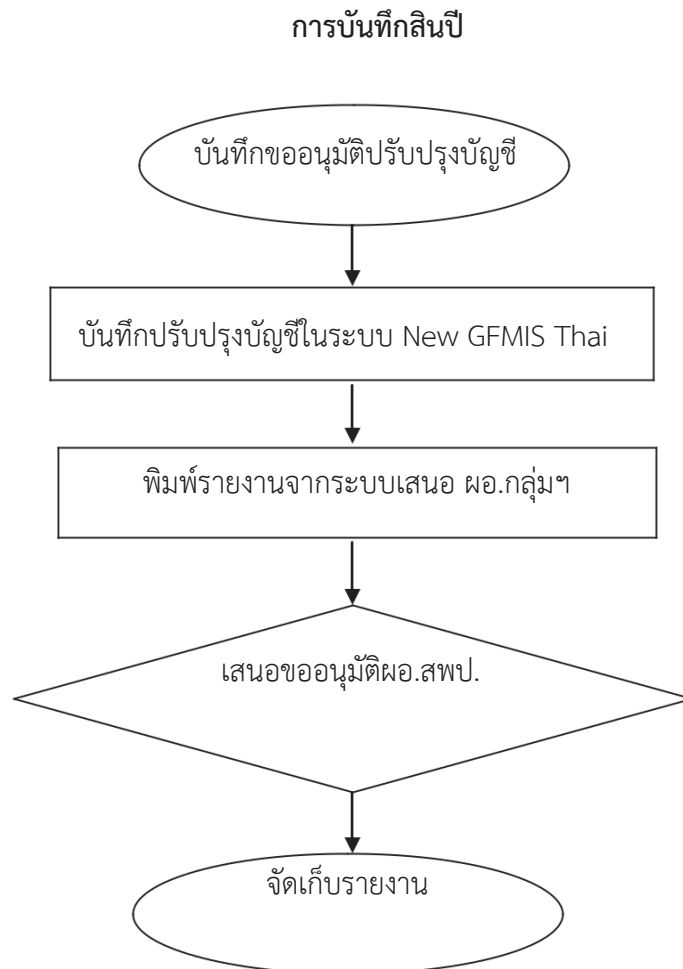 การบันทึกสินปี
บันทึกขออนุมัติปรับปรุงบัญชี
บันทึกปรับปรุงบัญชีในระบบ New GFMIS Thai
พิมพ์รายงานจากระบบเสนอ ผอ.กลุ่มฯ
เสนอขออนุมัติผอ.สพป.
จัดเก็บรายงาน